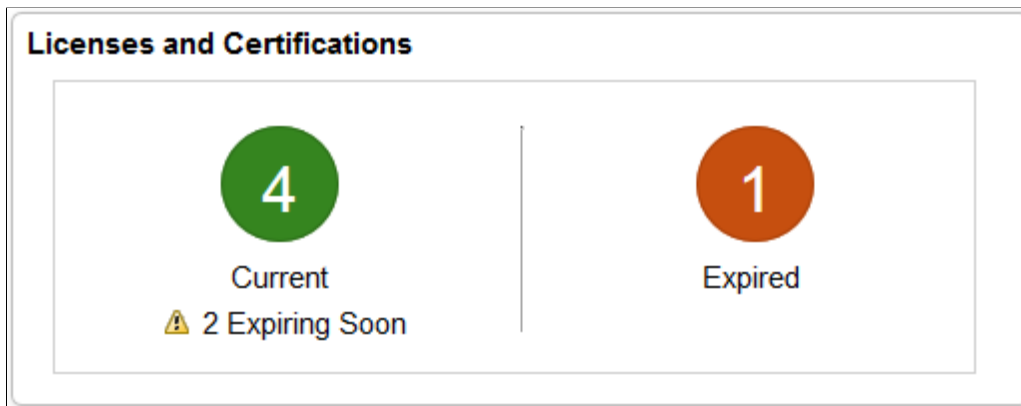 Licenses and Certifications
4
Current
2 Expiring Soon
1
Expired